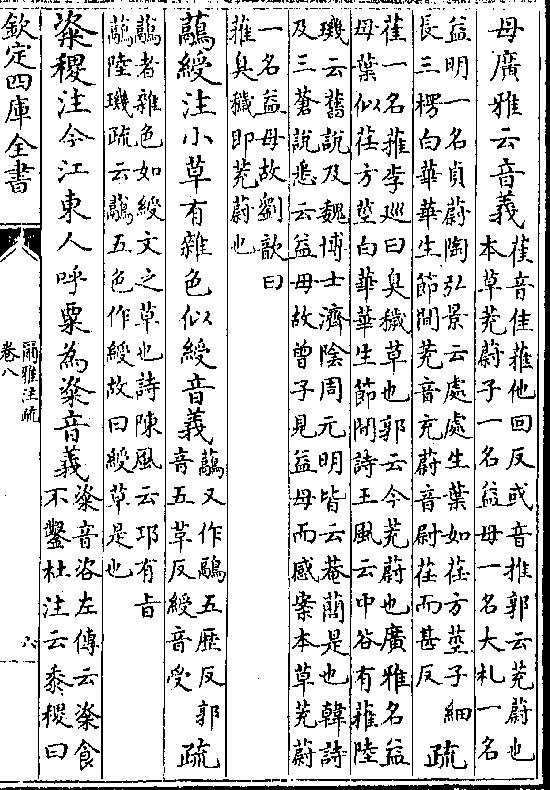 母廣雅云音義萑音佳蓷他回反或音推郭云茺蔚也
本草茺蔚子一名益母一名大札一名
益明一名貞蔚陶弘景云處處生葉如荏方莖子細
長三楞白華華生節間茺音充蔚音尉荏而甚反
疏
萑一名蓷李廵曰臭穢草也郭云今茺蔚也廣雅名益
母葉似荏方莖白華華生節閒詩王風云中谷有蓷陸
璣云舊說及魏博士濟陰周元明皆云菴䕡是也韓詩
及三蒼說悉云益母故曾子見益母而感案本草茺蔚
一名益母故劉歆曰
蓷臭穢即茺蔚也
虉綬注小草有雜色似綬音義虉又作鷊五歴反郭
音五革反綬音受
疏
虉者雜色如綬文之草也詩陳風云卭有旨
虉陸璣疏云虉五色作綬故曰綬草是也
粢稷注今江東人呼粟為粢音義粢音咨左傳云粢食
不鑿杜注云黍稷曰
欽定四庫全書
爾雅注疏
卷八
六